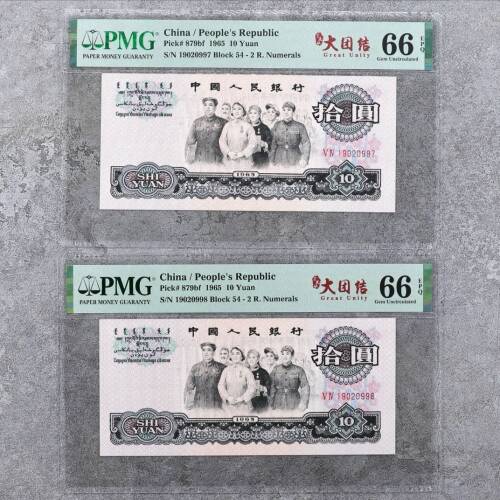 PMG
PAPER MONEY GUARANTY
China / People's Republic
Pick# 879bf 1965 10 Yuan
S/N 19020997 Block 54 - 2 R. Numerals
大团结
Great Unity
66 EPQ
Gem Uncirculated
中国人民银行
拾圓
VN 19020997
1965
SHI YUAN
10
PMG
PAPER MONEY GUARANTY
China / People's Republic
Pick# 879bf 1965 10 Yuan
S/N 19020998 Block 54 - 2 R. Numerals
大团结
Great Unity
66 EPQ
Gem Uncirculated
中国人民银行
拾圓
VN 19020998
1965
SHI YUAN
10